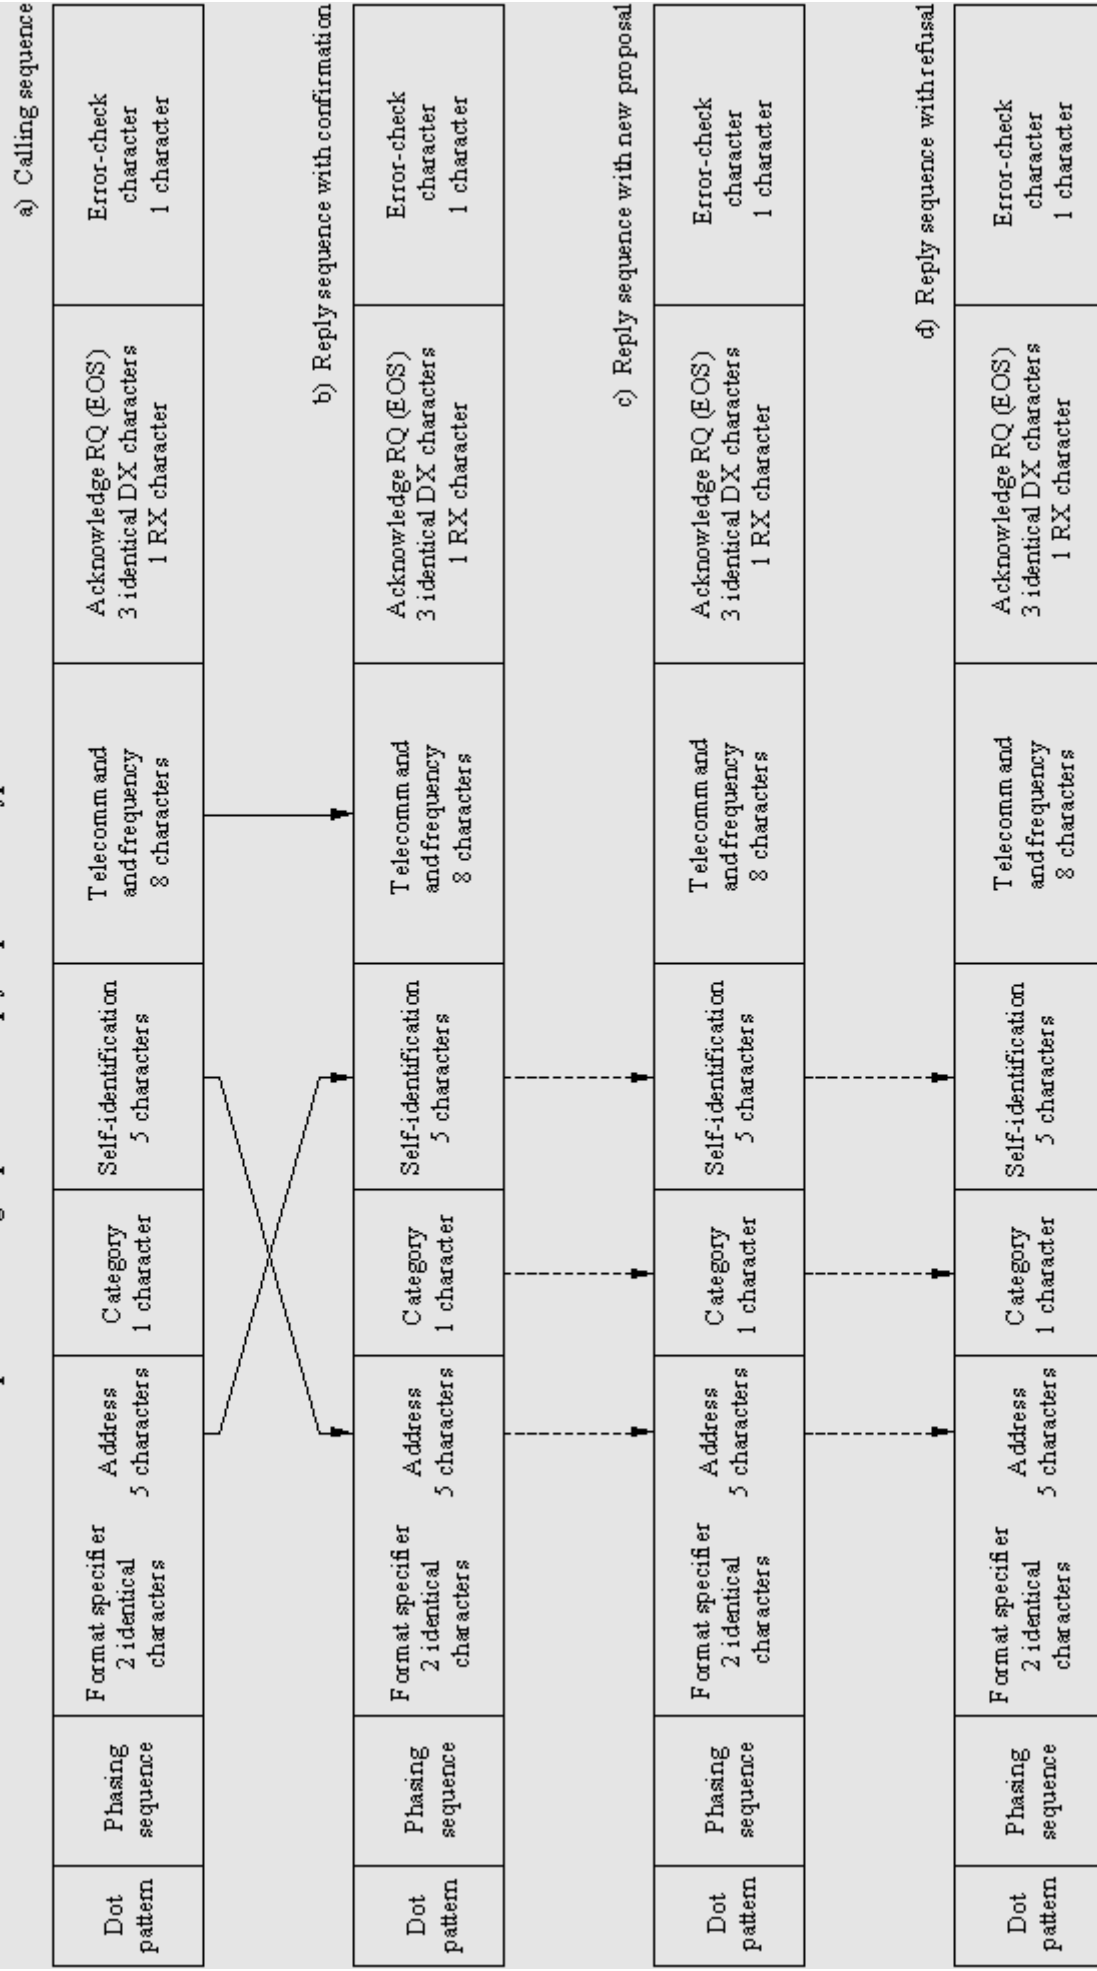 a) Calling sequence
Dot
pattern
Phasing
sequence
Format specifier
2 identical
characters
Address
5 characters
Category
1 character
Self-identification
5 characters
Telecommand
and frequency
8 characters
Acknowledge RQ (EOS)
3 identical DX characters
1 RX character
Error-check
character
1 character
b) Reply sequence with confirmation
Dot
pattern
Phasing
sequence
Format specifier
2 identical
characters
Address
5 characters
Category
1 character
Self-identification
5 characters
Telecommand
and frequency
8 characters
Acknowledge RQ (EOS)
3 identical DX characters
1 RX character
Error-check
character
1 character
c) Reply sequence with new proposal
Dot
pattern
Phasing
sequence
Format specifier
2 identical
characters
Address
5 characters
Category
1 character
Self-identification
5 characters
Telecommand
and frequency
8 characters
Acknowledge RQ (EOS)
3 identical DX characters
1 RX character
Error-check
character
1 character
d) Reply sequence with refusal
Dot
pattern
Phasing
sequence
Format specifier
2 identical
characters
Address
5 characters
Category
1 character
Self-identification
5 characters
Telecommand
and frequency
8 characters
Acknowledge RQ (EOS)
3 identical DX characters
1 RX character
Error-check
character
1 character